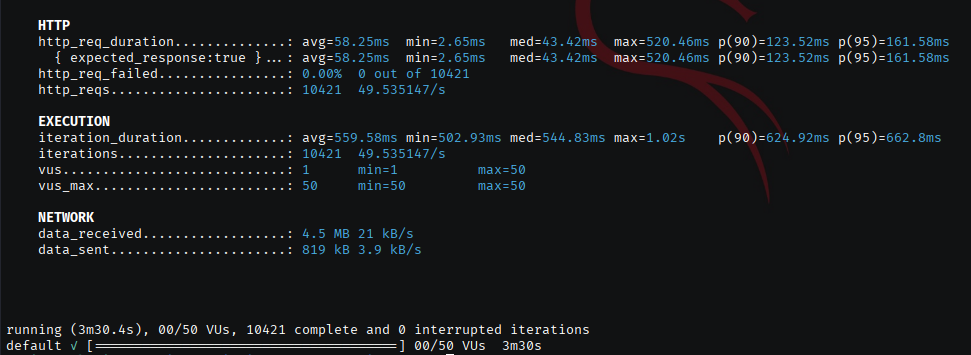 HTTP
http_req_duration..............: avg=58.25ms min=2.65ms med=43.42ms max=520.46ms p(90)=123.52ms p(95)=161.58ms
{ expected_response:true }...: avg=58.25ms min=2.65ms med=43.42ms max=520.46ms p(90)=123.52ms p(95)=161.58ms
http_req_failed................: 0.00% 0 out of 10421
http_reqs......................: 10421 49.535147/s
EXECUTION
iteration_duration.............: avg=559.58ms min=502.93ms med=544.83ms max=1.02s p(90)=624.92ms p(95)=662.8ms
iterations.....................: 10421 49.535147/s
vus............................: 1 min=1 max=50
vus_max........................: 50 min=50 max=50
NETWORK
data_received..................: 4.5 MB 21 kB/s
data_sent......................: 819 kB 3.9 kB/s
running (3m30.4s), 00/50 VUs, 10421 complete and 0 interrupted iterations
default ✓ [======================================] 00/50 VUs 3m30s